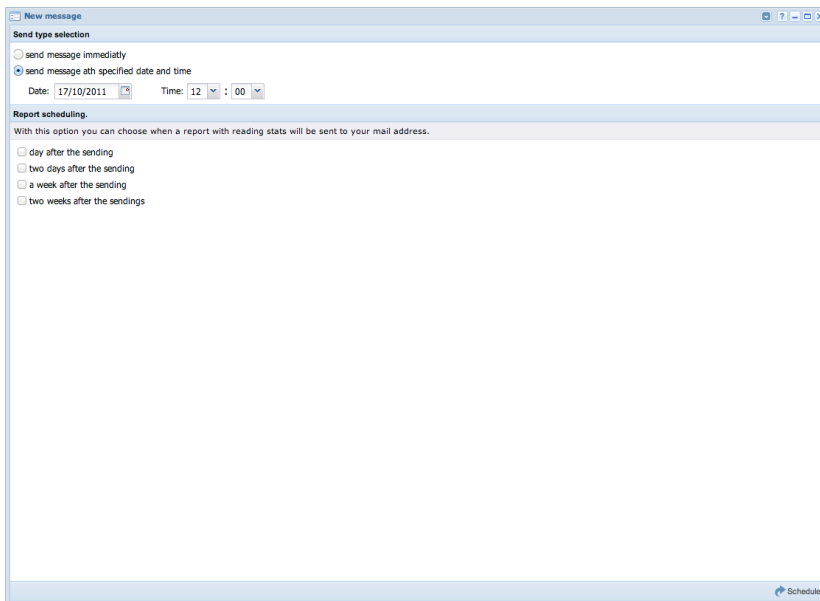 New message
Send type selection
send message immediatly
send message ath specified date and time
Date: 17/10/2011 Time: 12 : 00
Report scheduling.
With this option you can choose when a report with reading stats will be sent to your mail address.
day after the sending
two days after the sending
a week after the sending
two weeks after the sendings
Schedule